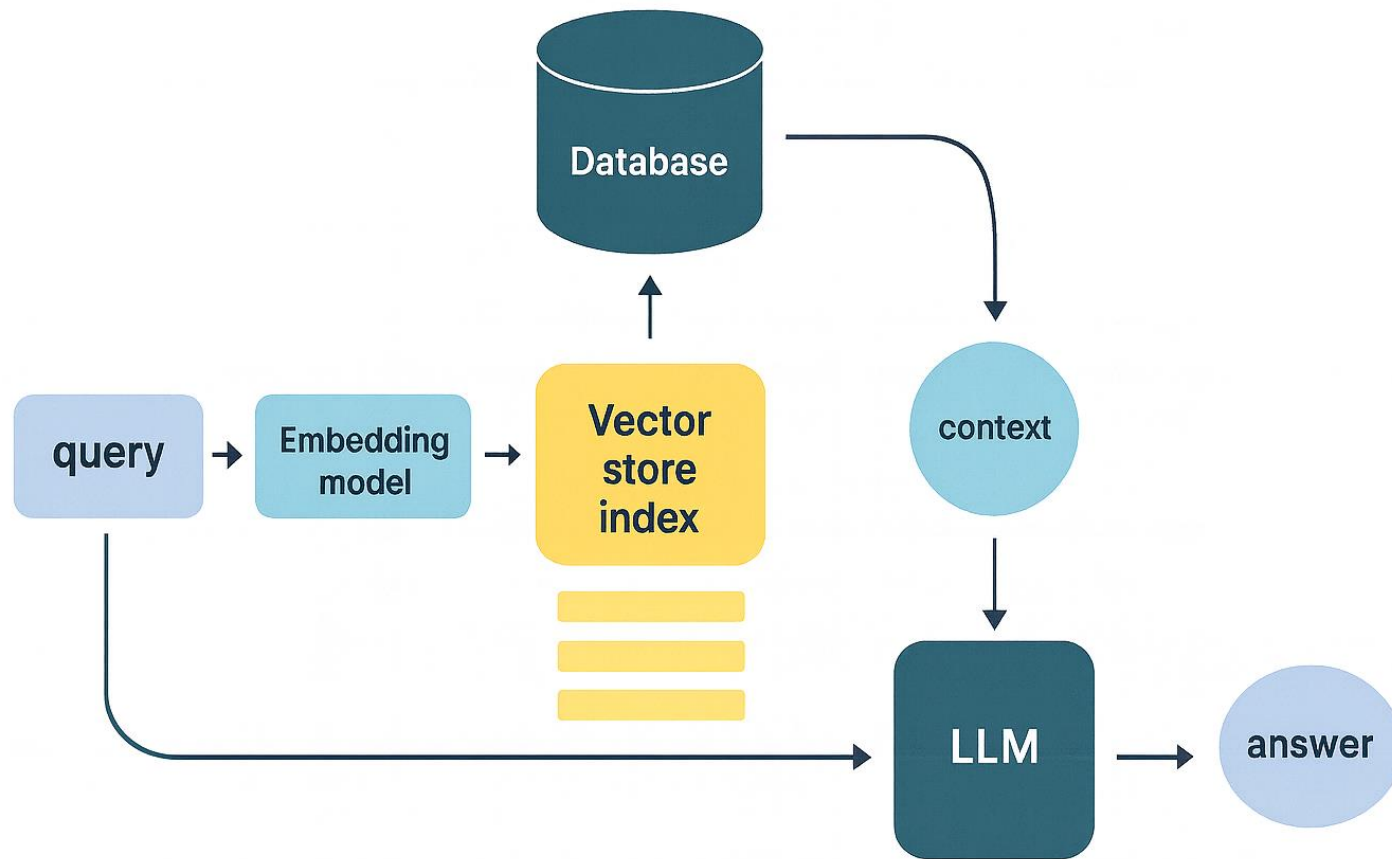 Database
query
Embedding
model
Vector
store
index
context
LLM
answer